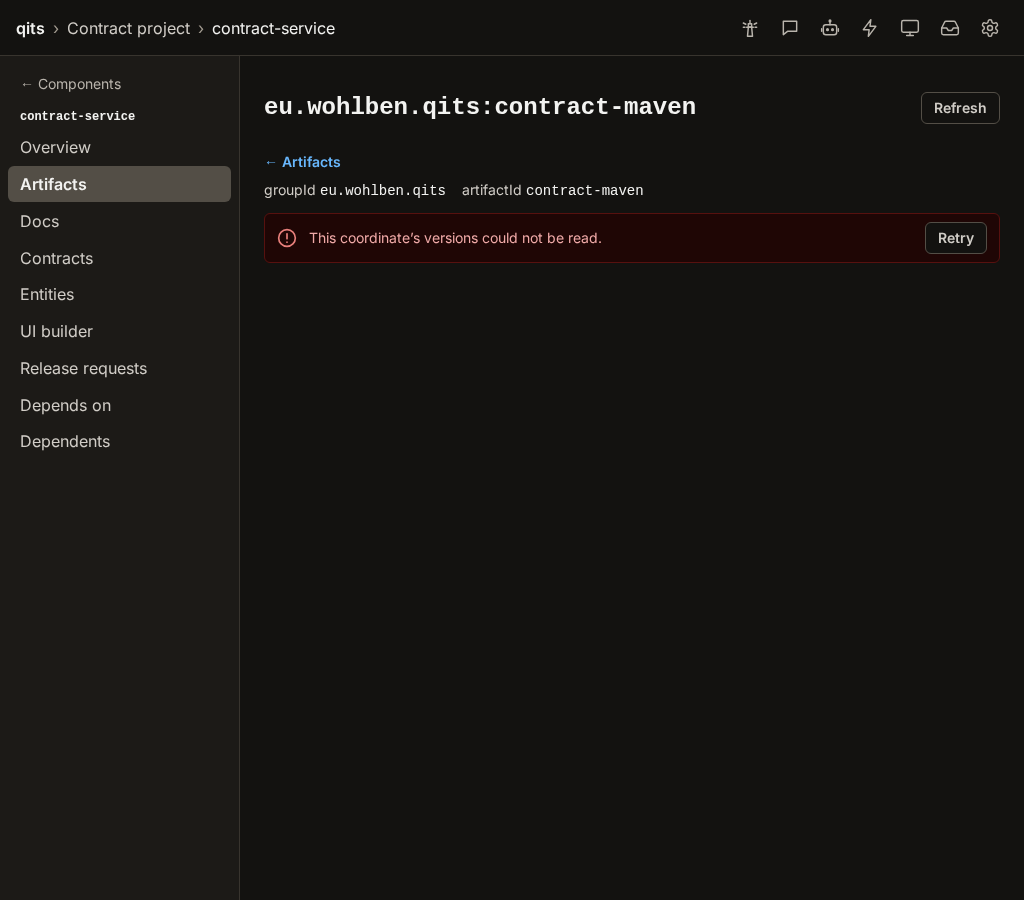 qits › Contract project › contract-service
← Components
contract-service
Overview
Artifacts
Docs
Contracts
Entities
UI builder
Release requests
Depends on
Dependents
eu.wohlben.qits:contract-maven
Refresh
← Artifacts
groupId eu.wohlben.qits artifactId contract-maven
This coordinate’s versions could not be read.
Retry